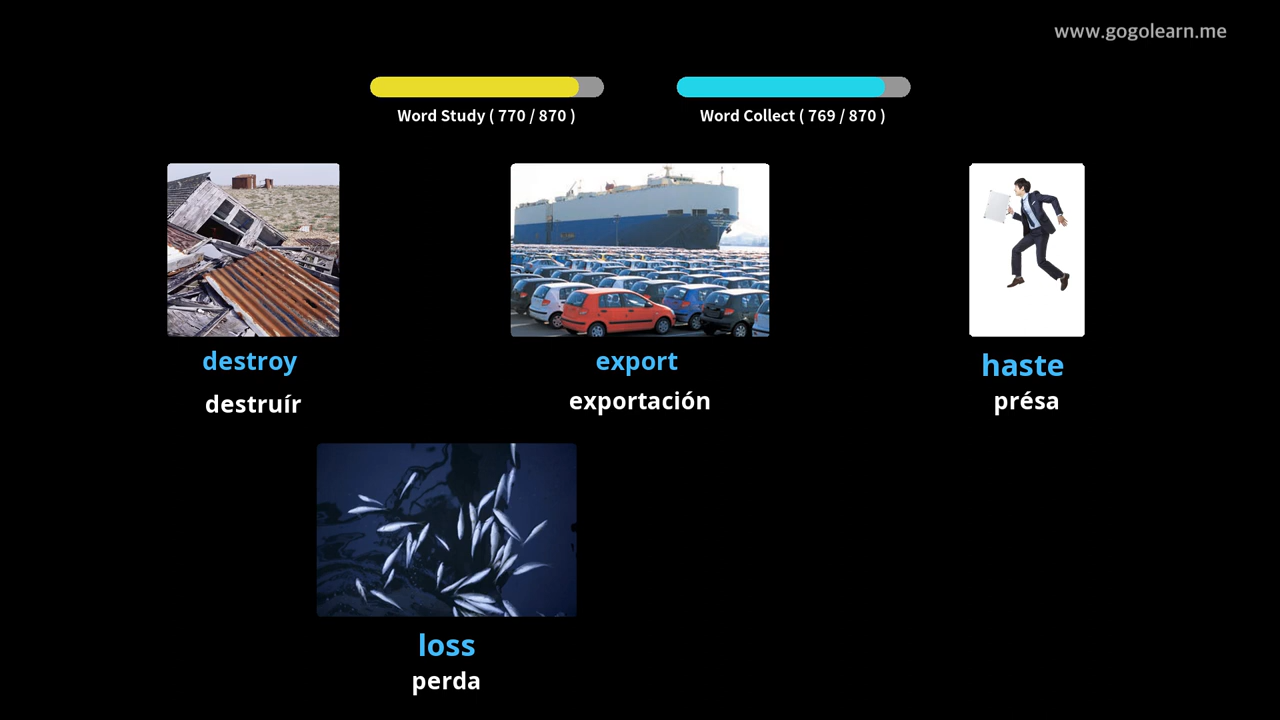 www.gogolearn.me
Word Study ( 770 / 870 )
Word Collect ( 769 / 870 )
destroy
destruír
export
exportación
haste
présa
loss
perda